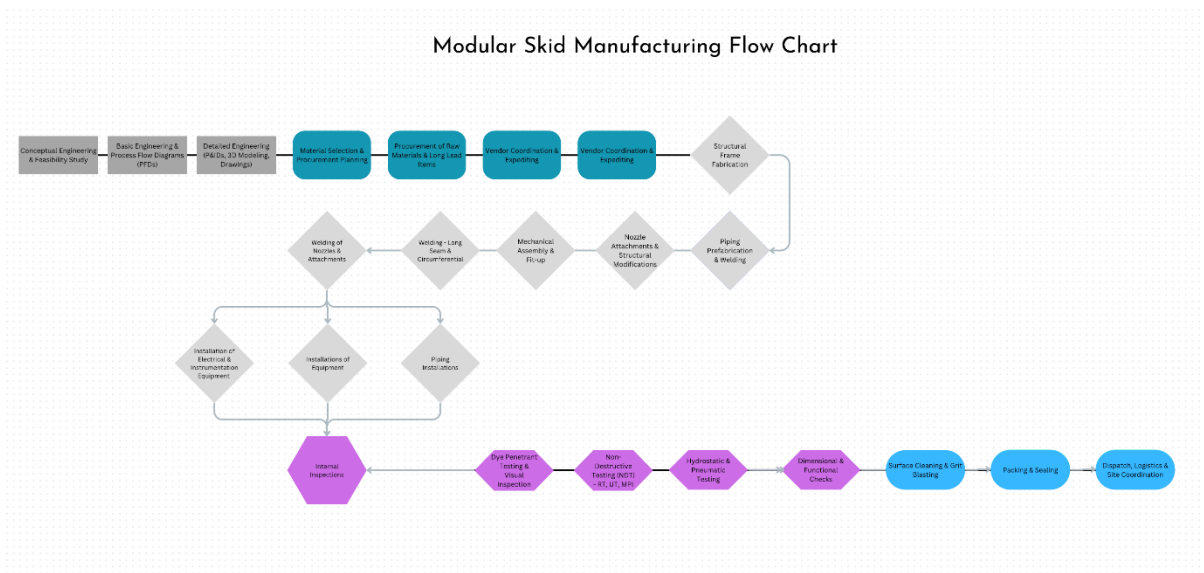 Modular Skid Manufacturing Flow Chart
Conceptual Engineering
& Feasibility Study
Basic Engineering &
Process Flow Diagrams
(PFDs)
Detailed Engineering
(P&IDs, 3D Modeling,
Drawings)
Material Selection &
Procurement Planning
Procurement of Raw
Materials & Long Lead
Items
Vendor Coordination &
Expediting
Vendor Coordination &
Expediting
Structural
Frame
Fabrication
Welding of
Nozzles &
Attachments
Welding - Long
Seam &
Circumferential
Mechanical
Assembly &
Fit-up
Nozzle
Attachments &
Structural
Modifications
Piping
Prefabrication
& Welding
Installation of
Electrical &
Instrumentation
Equipment
Installations of
Equipment
Piping
Installations
Internal
Inspections
Dye Penetrant
Testing &
Visual
Inspection
Non-
Destructive
Testing (NDT)
- RT, UT, MPI
Hydrostatic &
Pneumatic
Testing
Dimensional &
Functional
Checks
Surface Cleaning & Grit
Blasting
Packing & Sealing
Dispatch, Logistics &
Site Coordination